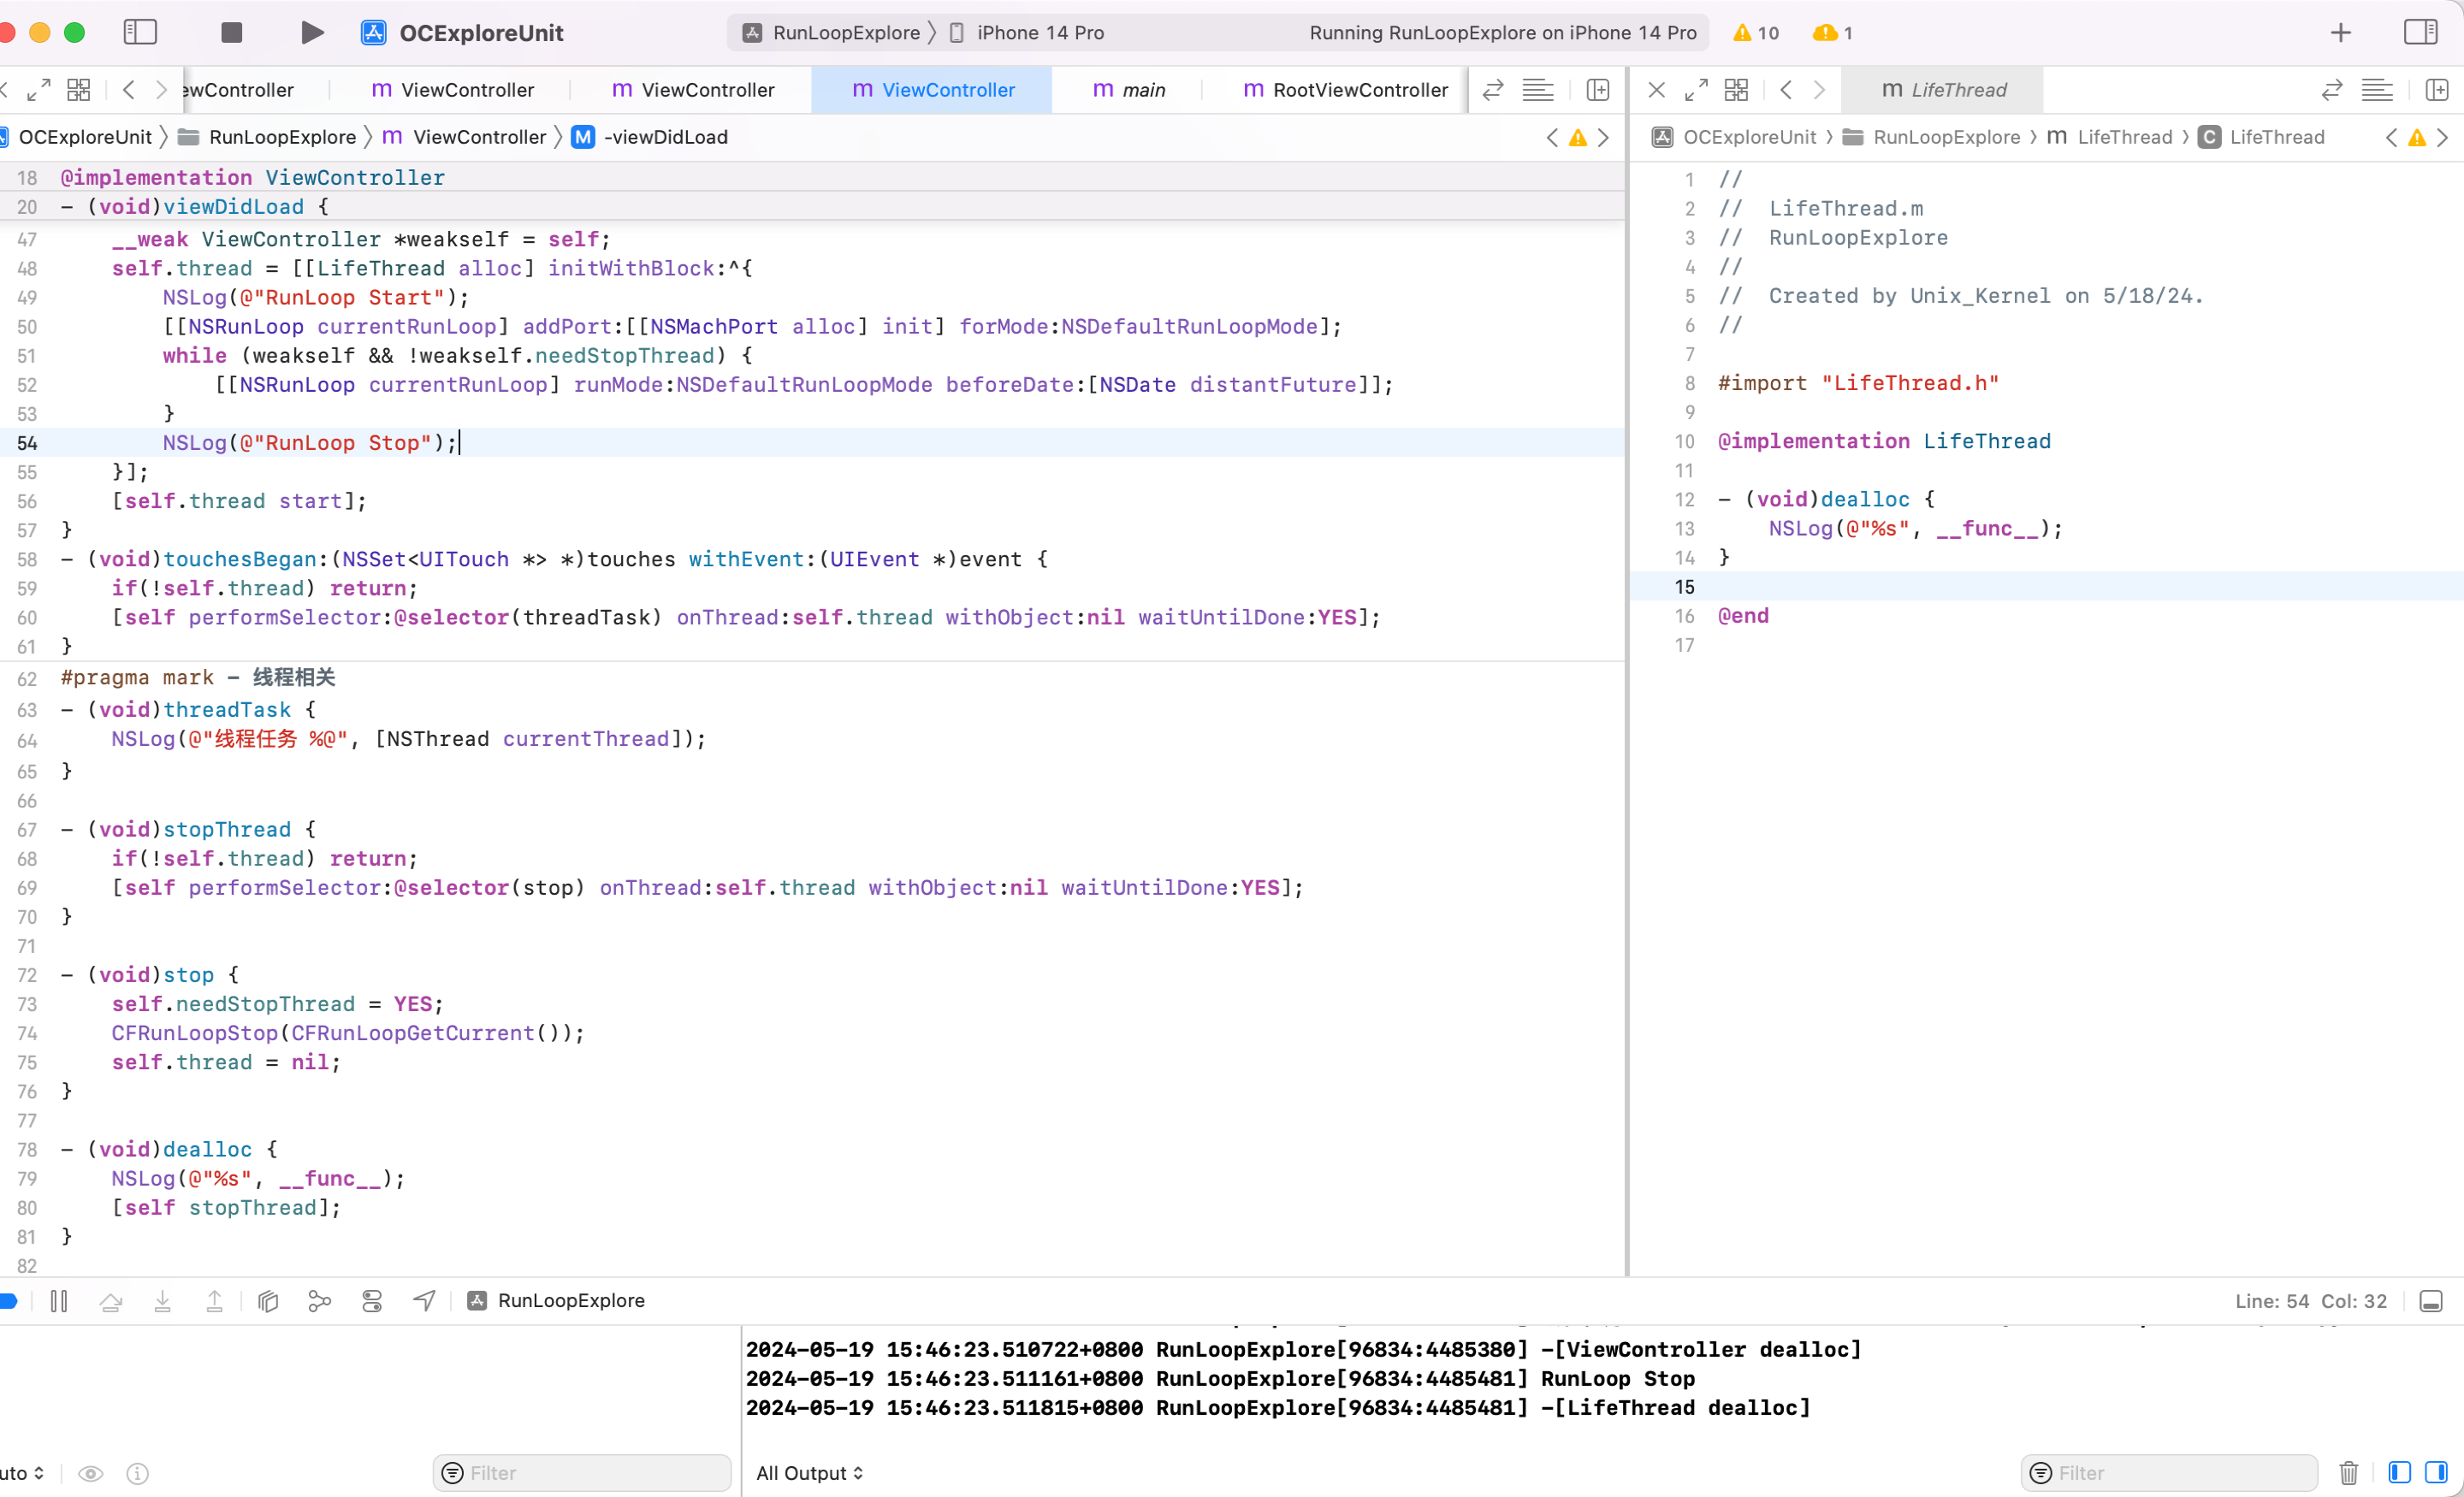 OCExploreUnit
RunLoopExplore
iPhone 14 Pro
Running RunLoopExplore on iPhone 14 Pro
10
1
ewController
m ViewController
m ViewController
m ViewController
m main
m RootViewController
m LifeThread
OCExploreUnit
RunLoopExplore
m ViewController
M -viewDidLoad
OCExploreUnit
RunLoopExplore
m LifeThread
C LifeThread
18 @implementation ViewController
20 - (void)viewDidLoad {
47 __weak ViewController *weakself = self;
48 self.thread = [[LifeThread alloc] initWithBlock:^{
49 NSLog(@"RunLoop Start");
50 [[NSRunLoop currentRunLoop] addPort:[[NSMachPort alloc] init] forMode:NSDefaultRunLoopMode];
51 while (weakself && !weakself.needStopThread) {
52 [[NSRunLoop currentRunLoop] runMode:NSDefaultRunLoopMode beforeDate:[NSDate distantFuture]];
53 }
54 NSLog(@"RunLoop Stop");
55 }];
56 [self.thread start];
57 }
58 - (void)touchesBegan:(NSSet<UITouch *> *)touches withEvent:(UIEvent *)event {
59 if(!self.thread) return;
60 [self performSelector:@selector(threadTask) onThread:self.thread withObject:nil waitUntilDone:YES];
61 }
62 #pragma mark - 线程相关
63 - (void)threadTask {
64 NSLog(@"线程任务 %@", [NSThread currentThread]);
65 }
66
67 - (void)stopThread {
68 if(!self.thread) return;
69 [self performSelector:@selector(stop) onThread:self.thread withObject:nil waitUntilDone:YES];
70 }
71
72 - (void)stop {
73 self.needStopThread = YES;
74 CFRunLoopStop(CFRunLoopGetCurrent());
75 self.thread = nil;
76 }
77
78 - (void)dealloc {
79 NSLog(@"%s", __func__);
80 [self stopThread];
81 }
82
1 //
2 // LifeThread.m
3 // RunLoopExplore
4 //
5 // Created by Unix_Kernel on 5/18/24.
6 //
7
8 #import "LifeThread.h"
9
10 @implementation LifeThread
11
12 - (void)dealloc {
13 NSLog(@"%s", __func__);
14 }
15
16 @end
17
RunLoopExplore
Line: 54 Col: 32
2024-05-19 15:46:23.510722+0800 RunLoopExplore[96834:4485380] -[ViewController dealloc]
2024-05-19 15:46:23.511161+0800 RunLoopExplore[96834:4485481] RunLoop Stop
2024-05-19 15:46:23.511815+0800 RunLoopExplore[96834:4485481] -[LifeThread dealloc]
uto
Filter
All Output
Filter